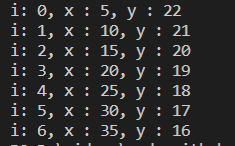 i: 0, x : 5, y : 22
i: 1, x : 10, y : 21
i: 2, x : 15, y : 20
i: 3, x : 20, y : 19
i: 4, x : 25, y : 18
i: 5, x : 30, y : 17
i: 6, x : 35, y : 16